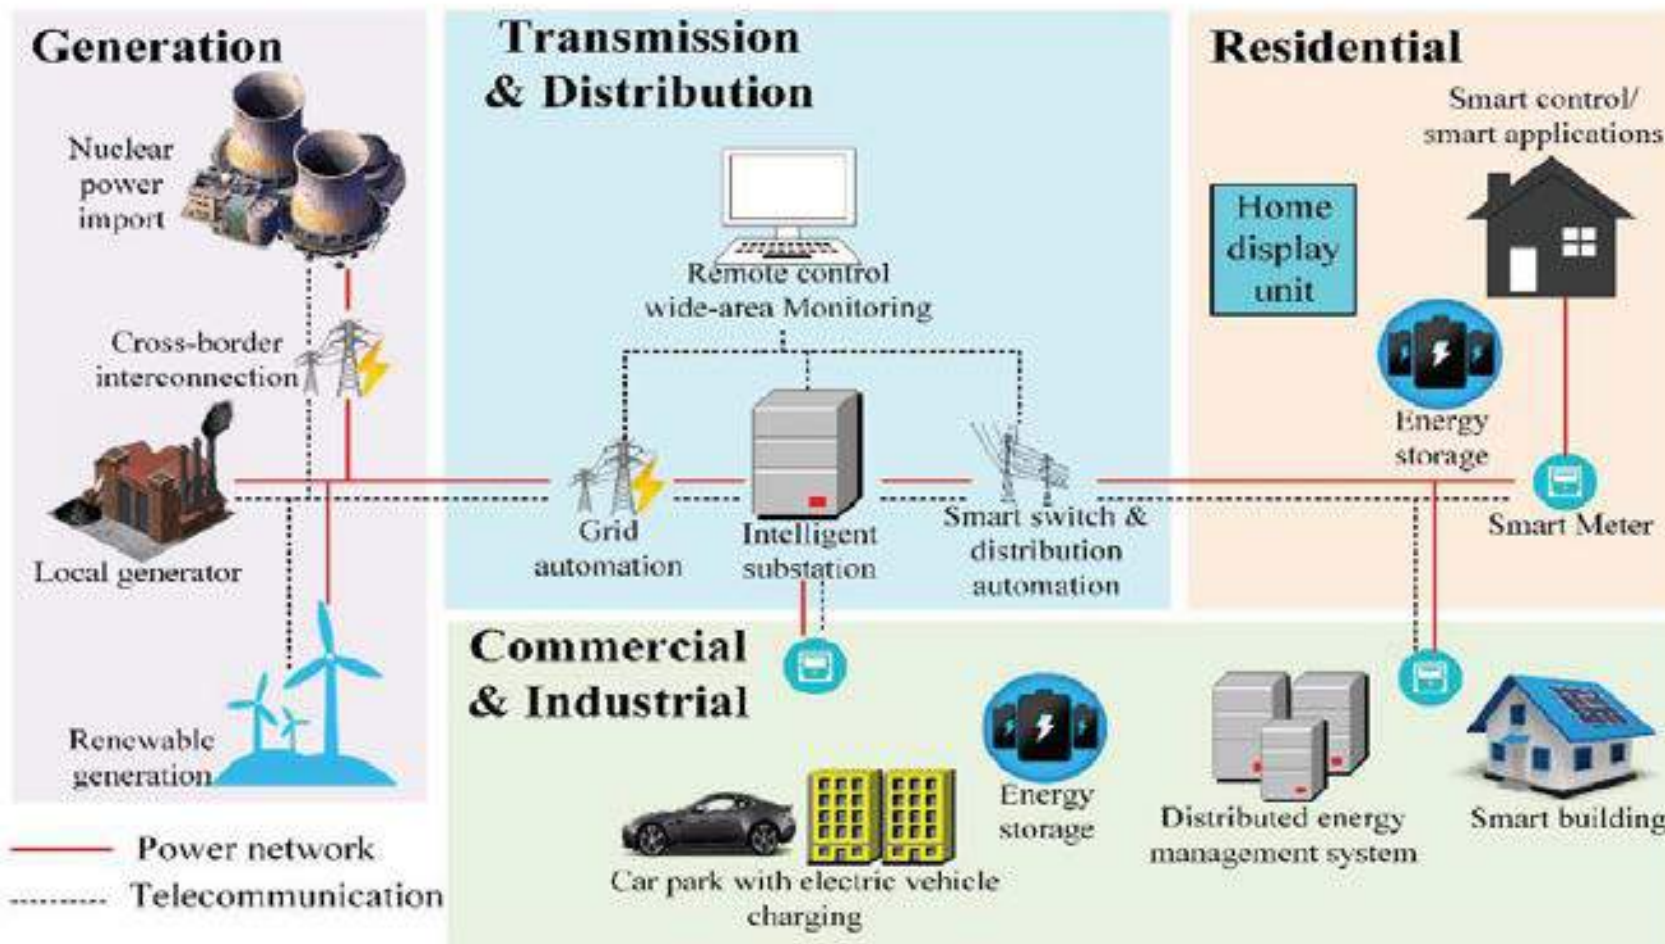 Generation
Nuclear
power
import
Cross-border
interconnection
Local generator
Renewable
generation
Power network
Telecommunication
Transmission
& Distribution
Remote control
wide-area Monitoring
Grid
automation
Intelligent
substation
Smart switch &
distribution
automation
Residential
Smart control/
smart applications
Home
display
unit
Energy
storage
Smart Meter
Commercial
& Industrial
Car park with electric vehicle
charging
Energy
storage
Distributed energy
management system
Smart building